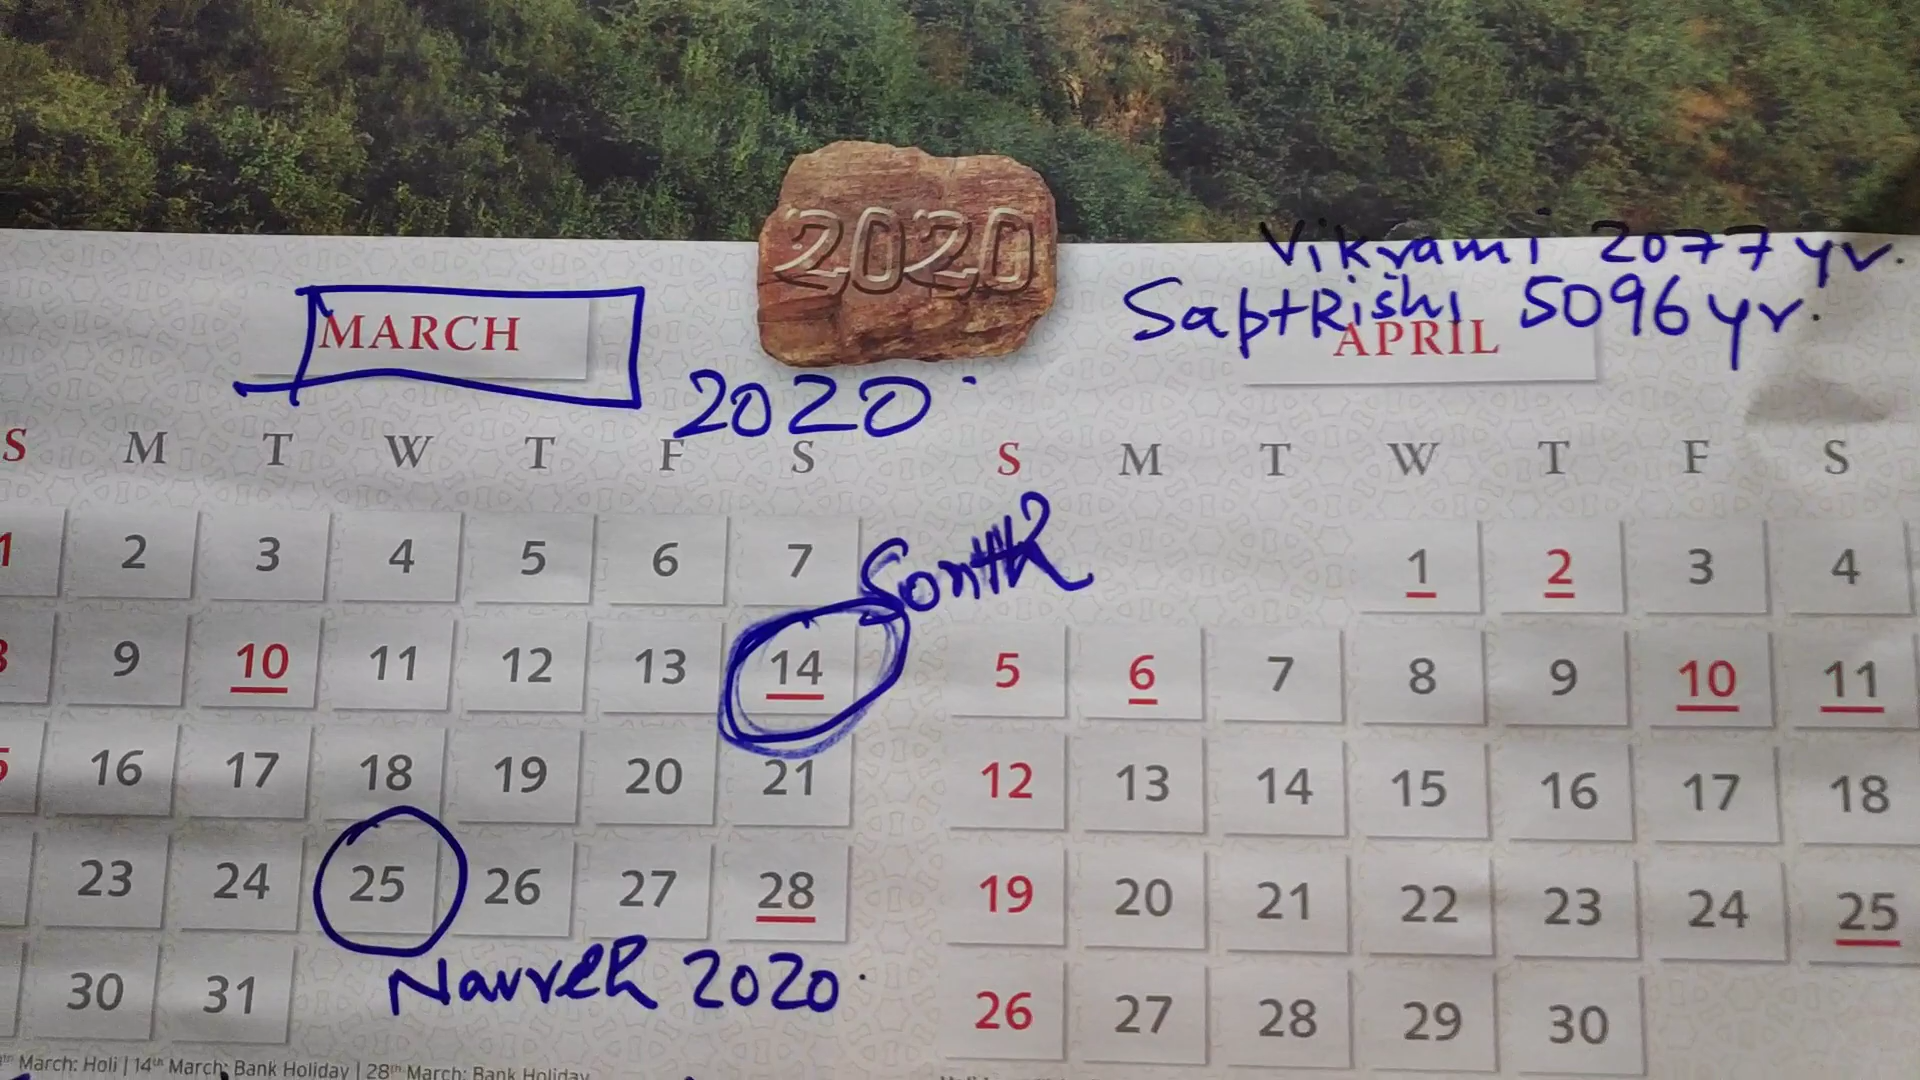 2020
Vikrami 2077 yr.
SaptRishi 5096 yr.
MARCH
2020.
S M T W T F S
1 2 3 4 5 6 7
9 10 11 12 13 14
16 17 18 19 20 21
23 24 25 26 27 28
30 31
Sonth
Navreh 2020.
March: Holi | 14th March: Bank Holiday | 28th March: Bank Holiday
APRIL
S M T W T F S
1 2 3 4
5 6 7 8 9 10 11
12 13 14 15 16 17 18
19 20 21 22 23 24 25
26 27 28 29 30